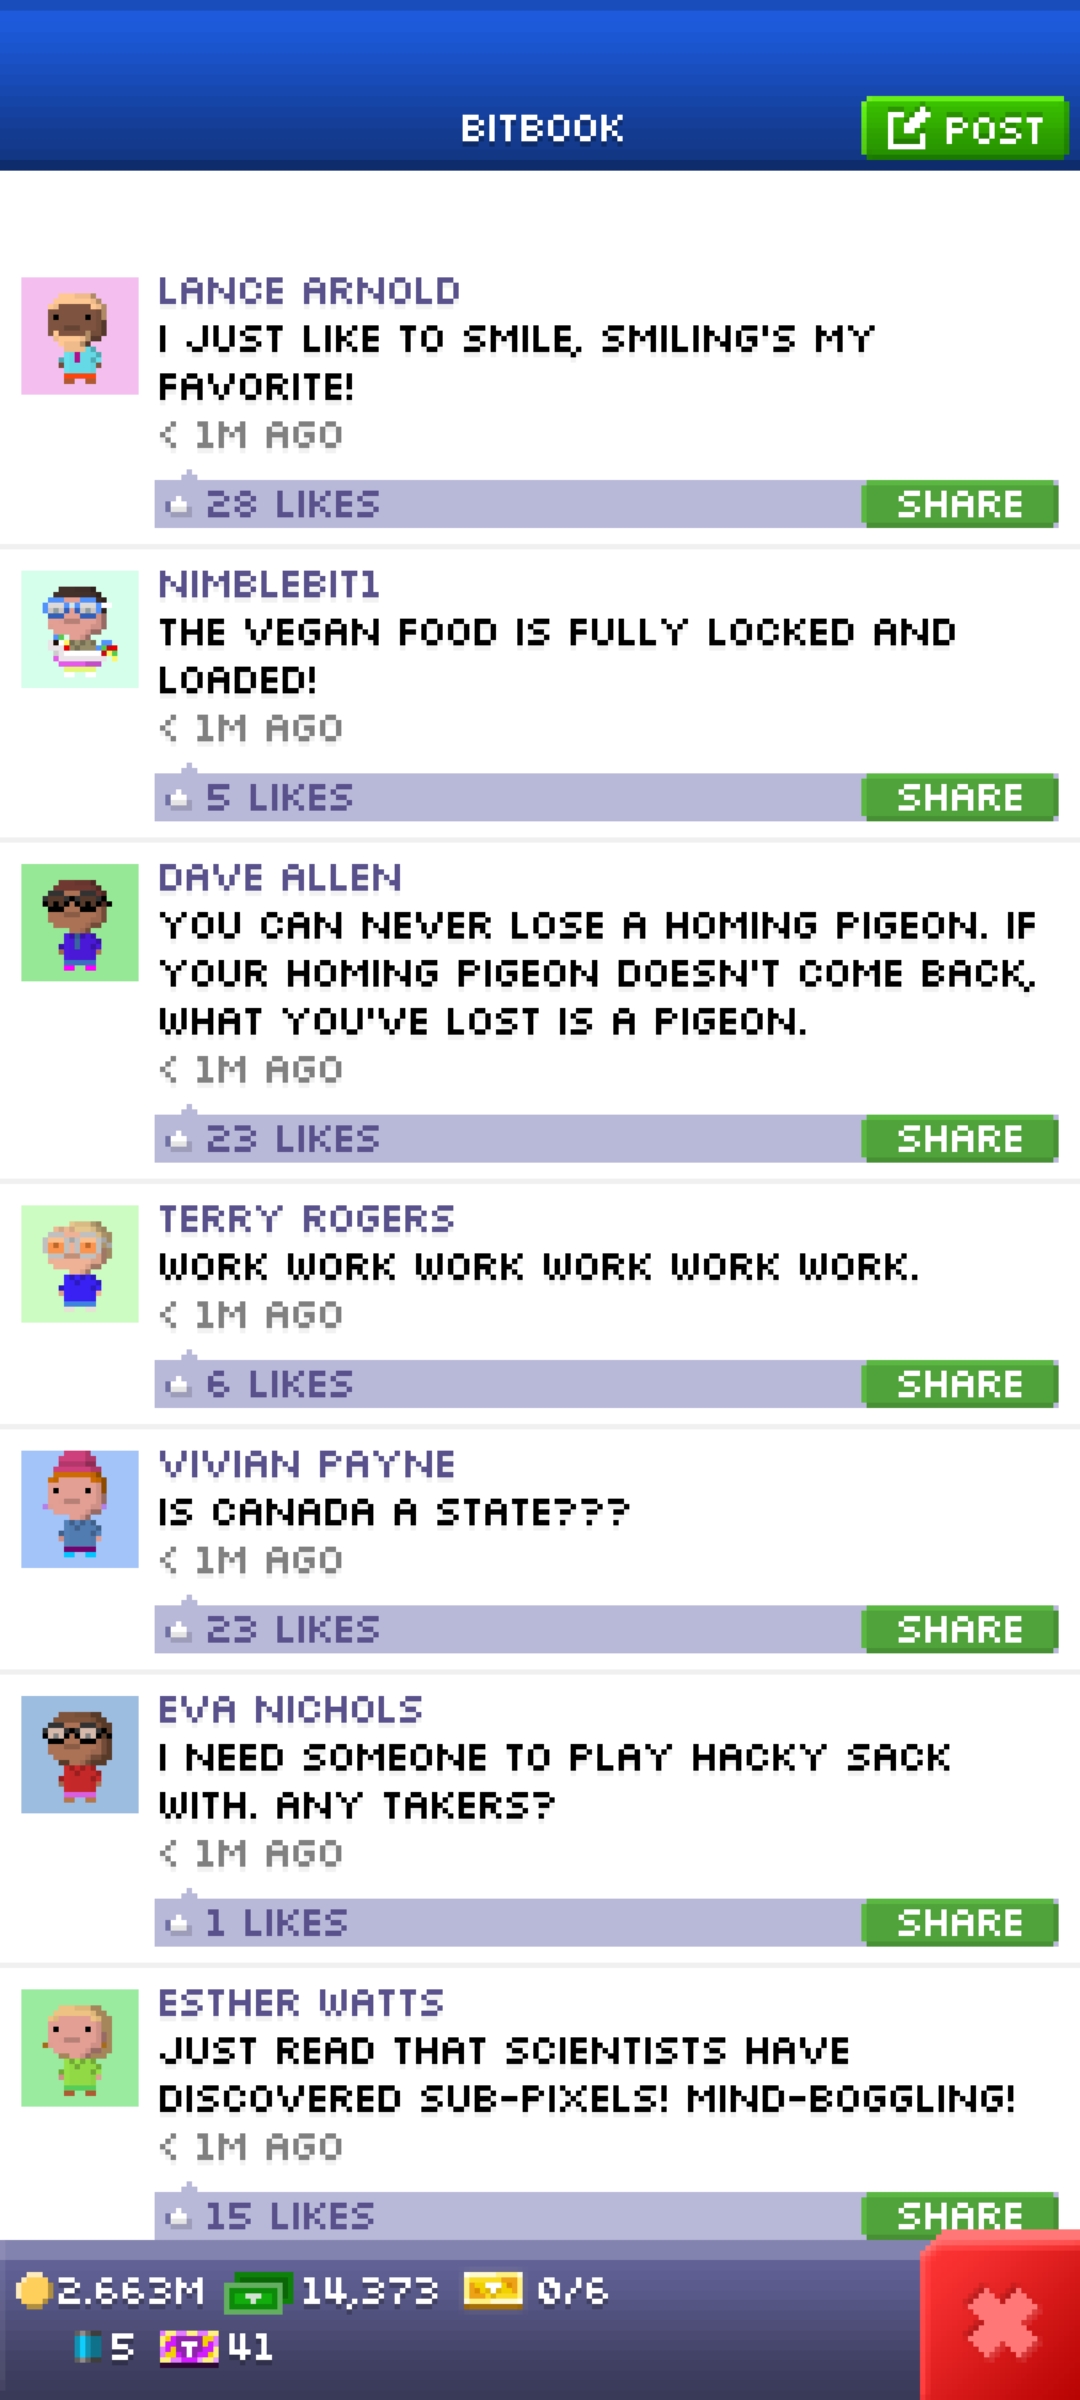 BITBOOK
POST
LANCE ARNOLD
I JUST LIKE TO SMILE, SMILING'S MY
FAVORITE!
< 1M AGO
28 LIKES
SHARE
NIMBLEBIT1
THE VEGAN FOOD IS FULLY LOCKED AND
LOADED!
< 1M AGO
5 LIKES
SHARE
DAVE ALLEN
YOU CAN NEVER LOSE A HOMING PIGEON. IF
YOUR HOMING PIGEON DOESN'T COME BACK,
WHAT YOU'VE LOST IS A PIGEON.
< 1M AGO
23 LIKES
SHARE
TERRY ROGERS
WORK WORK WORK WORK WORK WORK.
< 1M AGO
6 LIKES
SHARE
VIVIAN PAYNE
IS CANADA A STATE???
< 1M AGO
23 LIKES
SHARE
EVA NICHOLS
I NEED SOMEONE TO PLAY HACKY SACK
WITH. ANY TAKERS?
< 1M AGO
1 LIKES
SHARE
ESTHER WATTS
JUST READ THAT SCIENTISTS HAVE
DISCOVERED SUB-PIXELS! MIND-BOGGLING!
< 1M AGO
15 LIKES
SHARE
2.663M 14,373 0/6
5 T 41